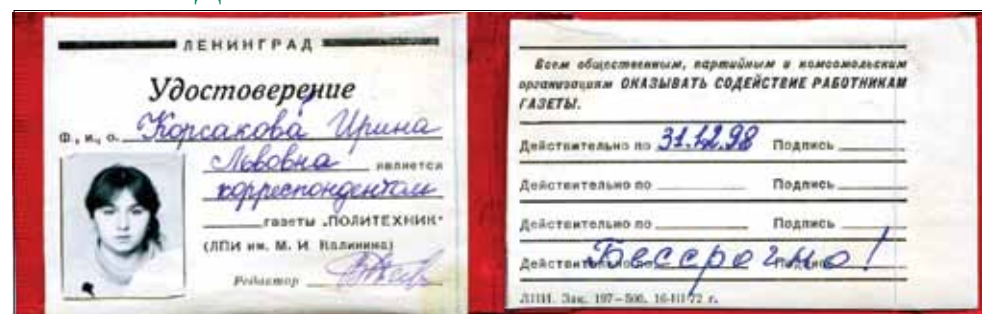 ЛЕНИНГРАД
Удостоверение
Ф., и., о. Корсакова Ирина
Львовна является
корреспондентом
газеты „ПОЛИТЕХНИК"
(ЛПИ им. М. И. Калинина)
Редактор
Всем общественным, партийным и комсомольским
организациям ОКАЗЫВАТЬ СОДЕЙСТВИЕ РАБОТНИКАМ
ГАЗЕТЫ.
Действительно по 31.12.98 Подпись
Действительно по Подпись
Действительно по Подпись
Действительно по Бессрочно! Подпись
ЛПИ. Зак. 197—500. 16-III-72 г.